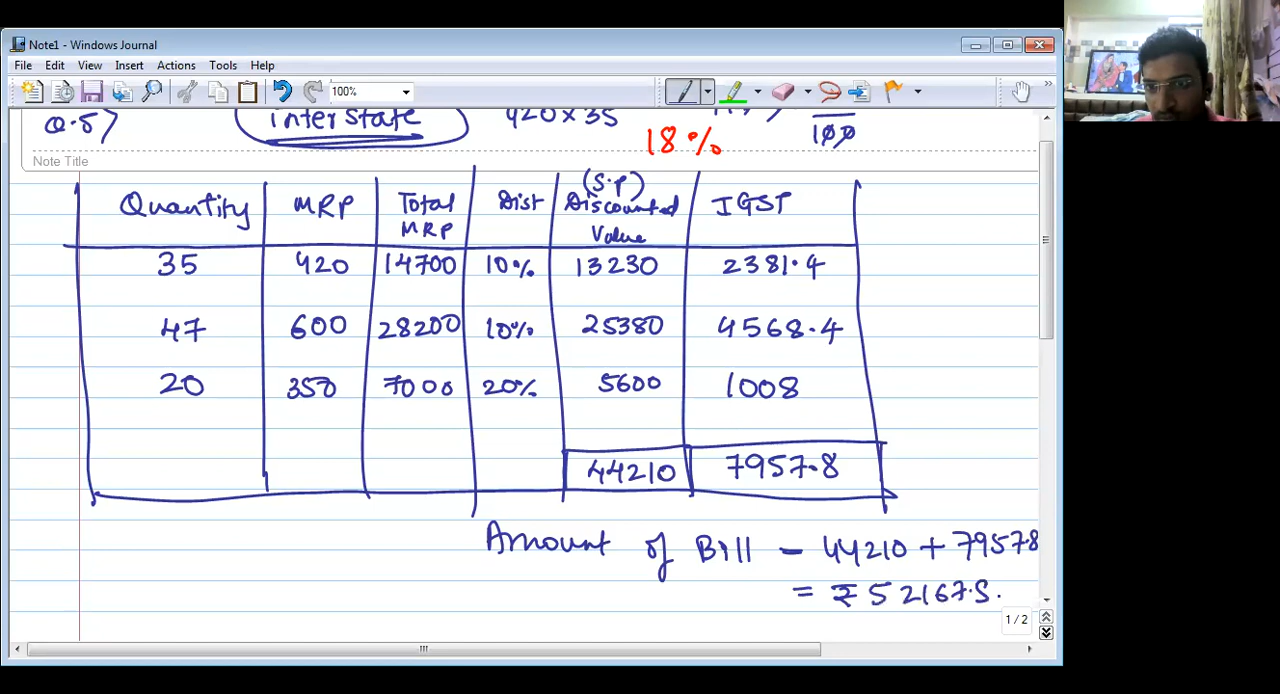 Note1 - Windows Journal
File Edit View Insert Actions Tools Help
100%
Q.5) interstate 420 x 35
18 % 100
Note Title
Quantity MRP Total MRP Dist (S.p) Discounted Value IGST
35 420 14700 10% 13230 2381.4
47 600 28200 10% 25380 4568.4
20 350 7000 20% 5600 1008
44210 7957.8
Amount of Bill - 44210 + 7957.8
= ₹ 52167.8.
1 / 2